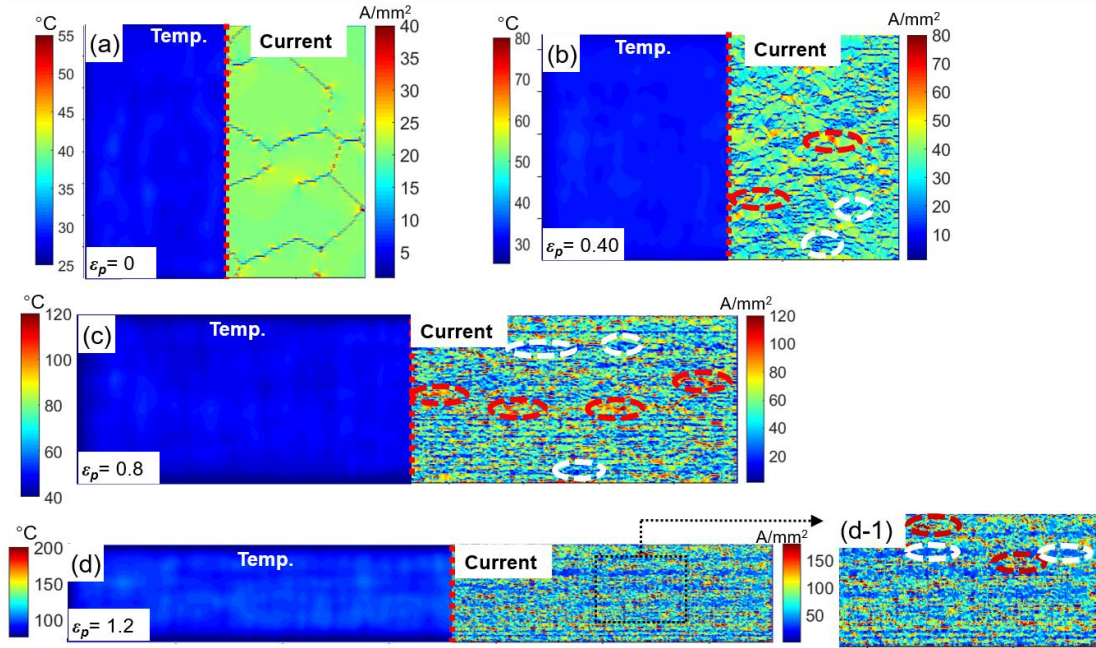 °C
A/mm²
(a)
Temp.
Current
55
50
45
40
35
30
25
40
35
30
25
20
15
10
5
εp = 0
°C
A/mm²
(b)
Temp.
Current
80
70
60
50
40
30
80
70
60
50
40
30
20
10
εp = 0.40
°C
A/mm²
(c)
Temp.
Current
120
100
80
60
40
120
100
80
60
40
20
εp = 0.8
°C
A/mm²
(d)
Temp.
Current
200
150
100
150
100
50
εp = 1.2
(d-1)